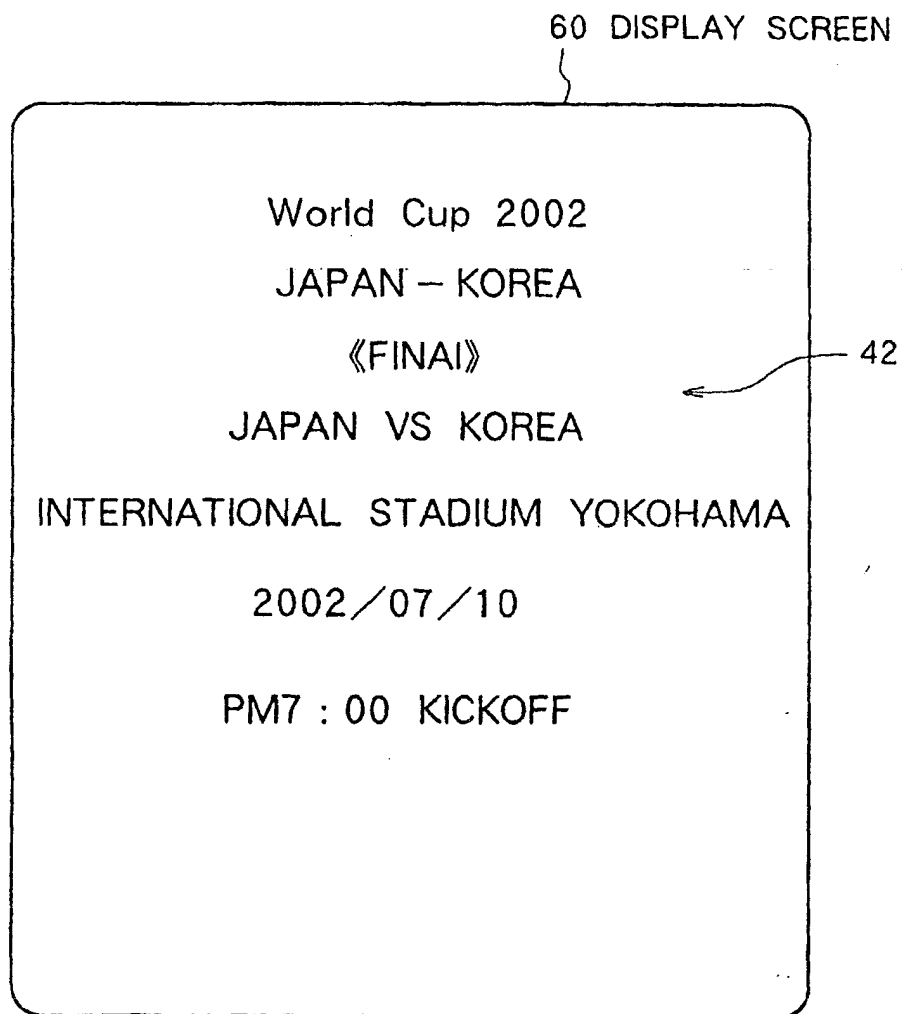 60 DISPLAY SCREEN
World Cup 2002
JAPAN – KOREA
《FINAI》
42
JAPAN VS KOREA
INTERNATIONAL STADIUM YOKOHAMA
2002/07/10
PM7 : 00 KICKOFF